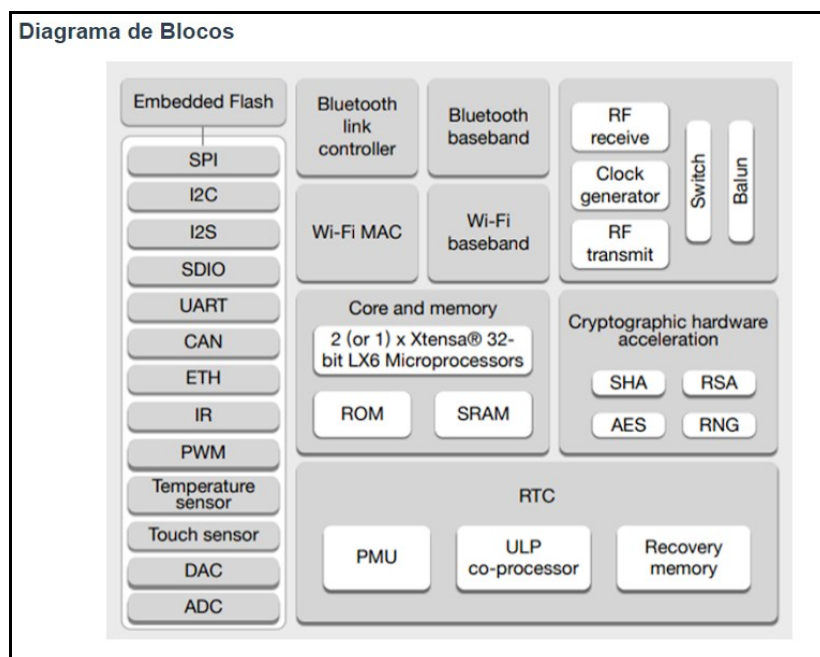 Diagrama de Blocos
Embedded Flash
SPI
I2C
I2S
SDIO
UART
CAN
ETH
IR
PWM
Temperature
sensor
Touch sensor
DAC
ADC
Bluetooth
link
controller
Bluetooth
baseband
Wi-Fi MAC
Wi-Fi
baseband
RF
receive
Clock
generator
RF
transmit
Switch
Balun
Core and memory
2 (or 1) x Xtensa® 32-
bit LX6 Microprocessors
ROM
SRAM
Cryptographic hardware
acceleration
SHA
RSA
AES
RNG
RTC
PMU
ULP
co-processor
Recovery
memory